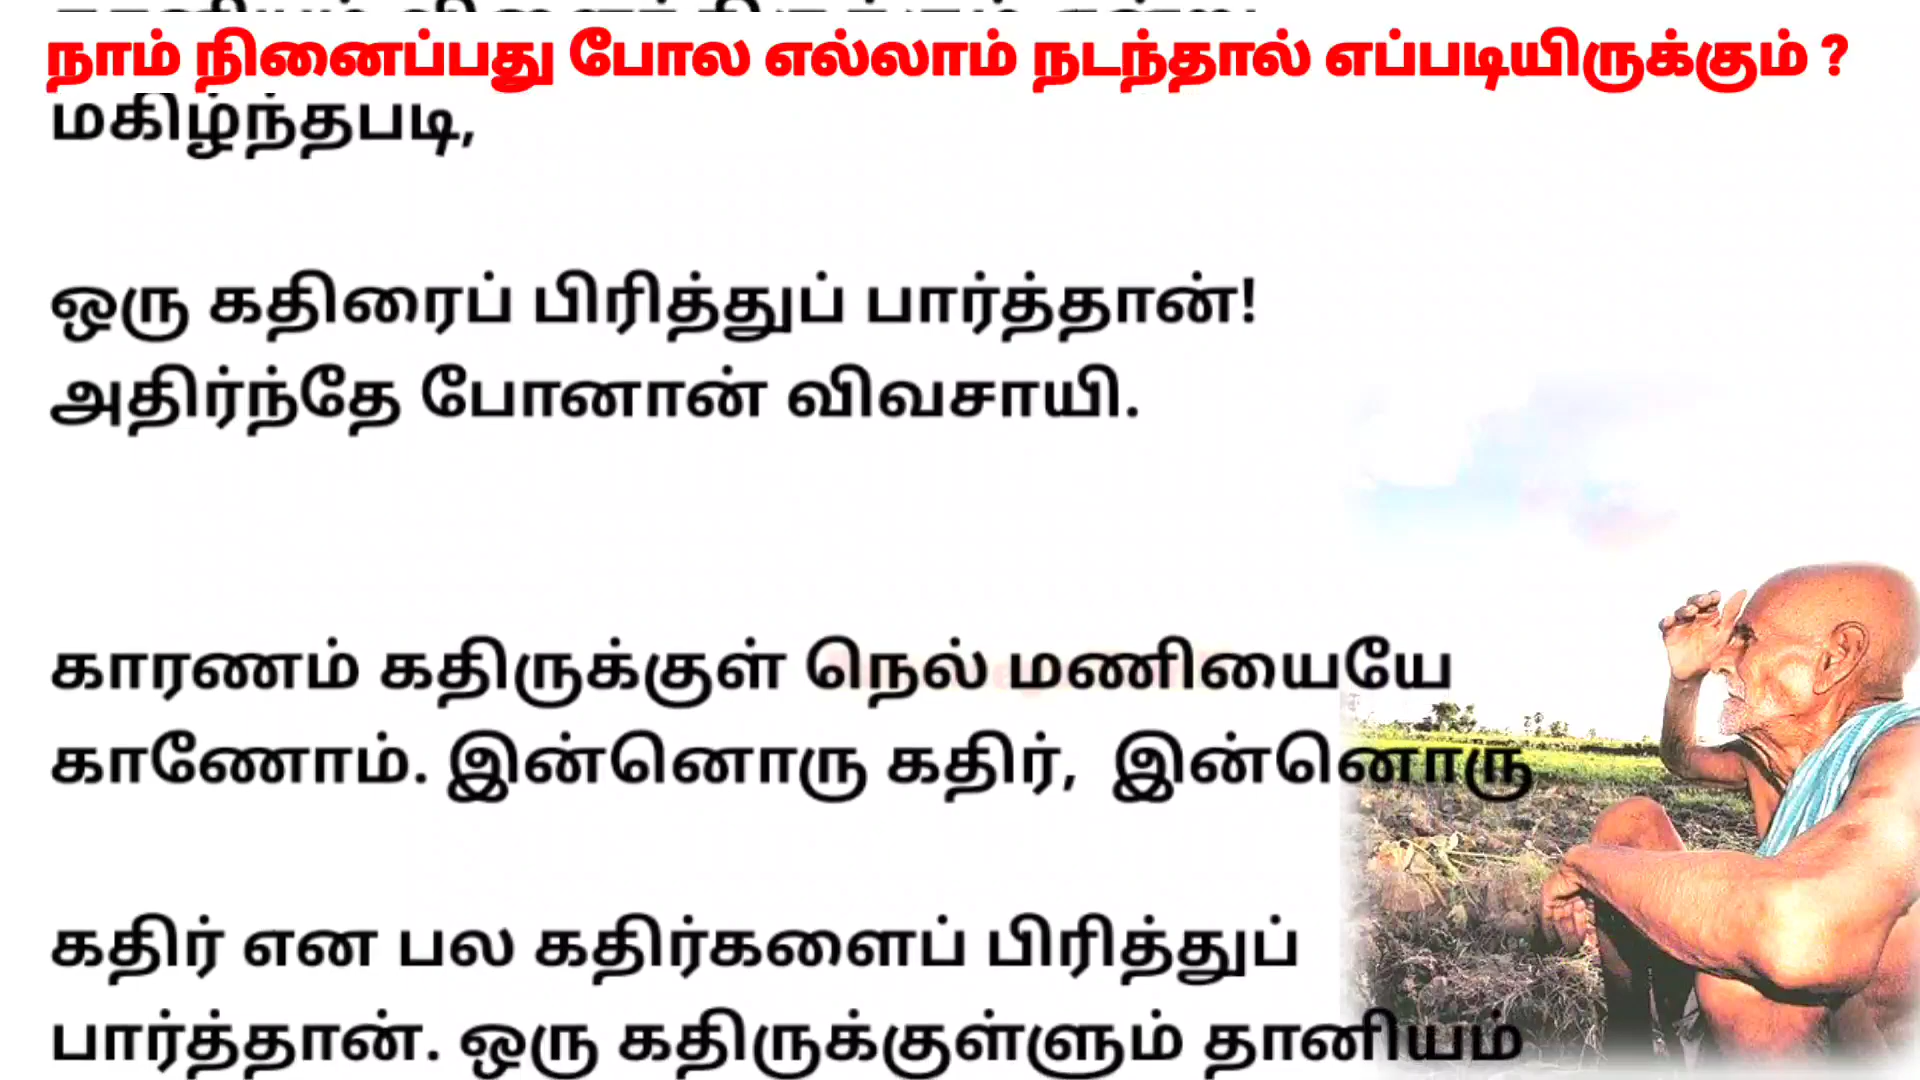 நாம் நினைப்பது போல எல்லாம் நடந்தால் எப்படியிருக்கும் ?
மகிழ்ந்தபடி,
ஒரு கதிரைப் பிரித்துப் பார்த்தான்!
அதிர்ந்தே போனான் விவசாயி.
காரணம் கதிருக்குள் நெல் மணியையே
காணோம். இன்னொரு கதிர், இன்னொரு
கதிர் என பல கதிர்களைப் பிரித்துப்
பார்த்தான். ஒரு கதிருக்குள்ளும் தானியம்